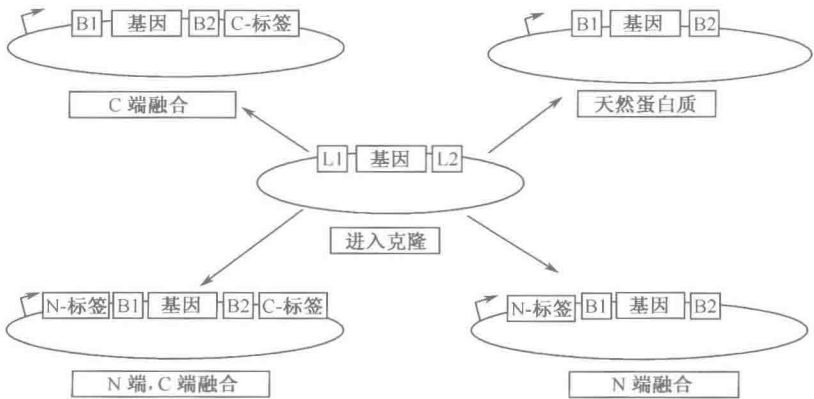 B1 基因 B2 C-标签
C 端融合
B1 基因 B2
天然蛋白质
L1 基因 L2
进入克隆
N-标签 B1 基因 B2 C-标签
N 端,C 端融合
N-标签 B1 基因 B2
N 端融合